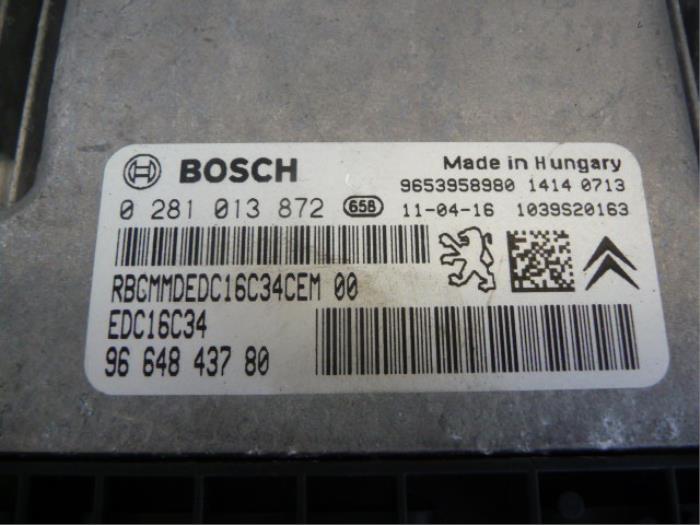 BOSCH
Made in Hungary
9653958980 1414 0713
0 281 013 872 658 11-04-16 1039S20163
RBGMMDEDC16C34CEM 00
EDC16C34
96 648 437 80